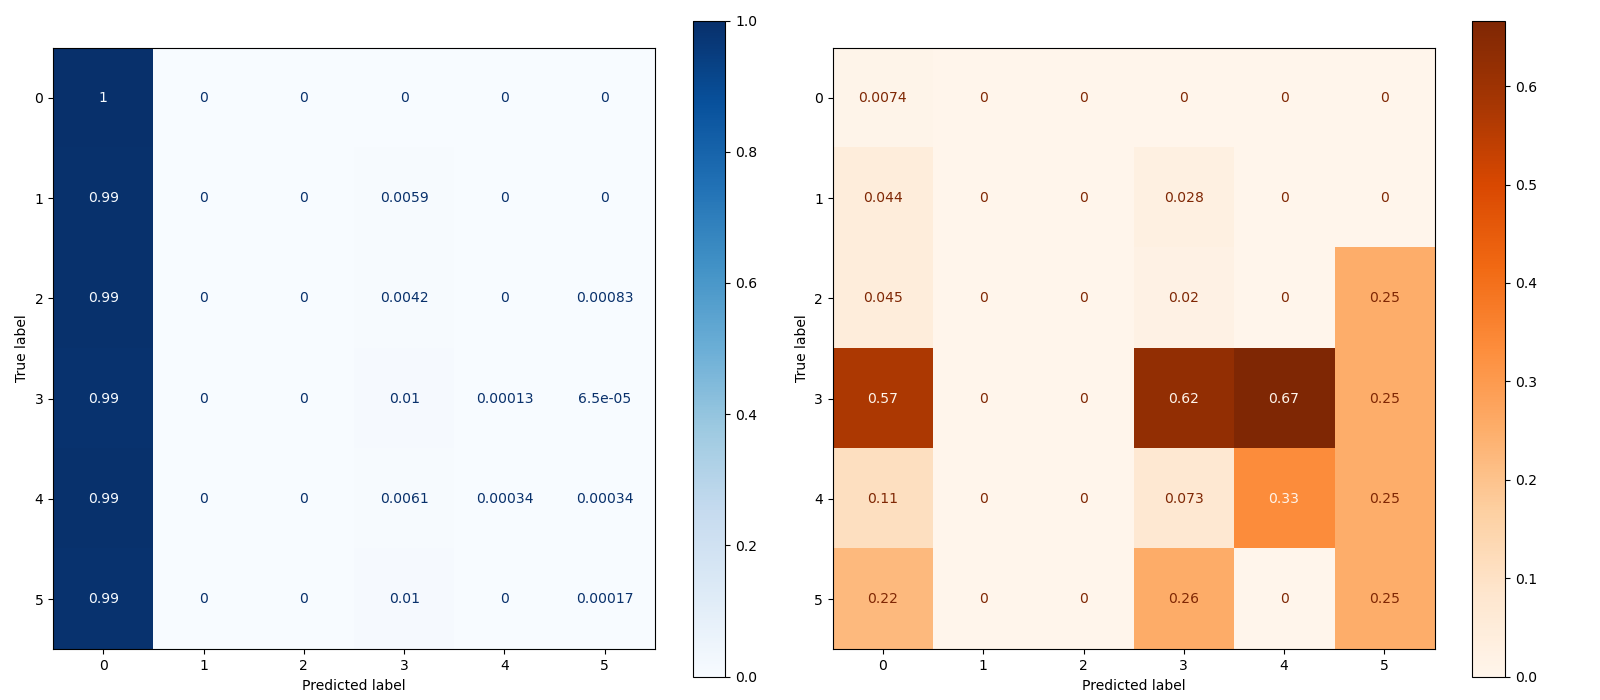 0 1 0 0 0 0 0
1 0.99 0 0 0.0059 0 0
2 0.99 0 0 0.0042 0 0.00083
3 0.99 0 0 0.01 0.00013 6.5e-05
4 0.99 0 0 0.0061 0.00034 0.00034
5 0.99 0 0 0.01 0 0.00017
0 1 2 3 4 5
True label
Predicted label
1.0
0.8
0.6
0.4
0.2
0.0
0 0.0074 0 0 0 0 0
1 0.044 0 0 0.028 0 0
2 0.045 0 0 0.02 0 0.25
3 0.57 0 0 0.62 0.67 0.25
4 0.11 0 0 0.073 0.33 0.25
5 0.22 0 0 0.26 0 0.25
0 1 2 3 4 5
True label
Predicted label
0.6
0.5
0.4
0.3
0.2
0.1
0.0